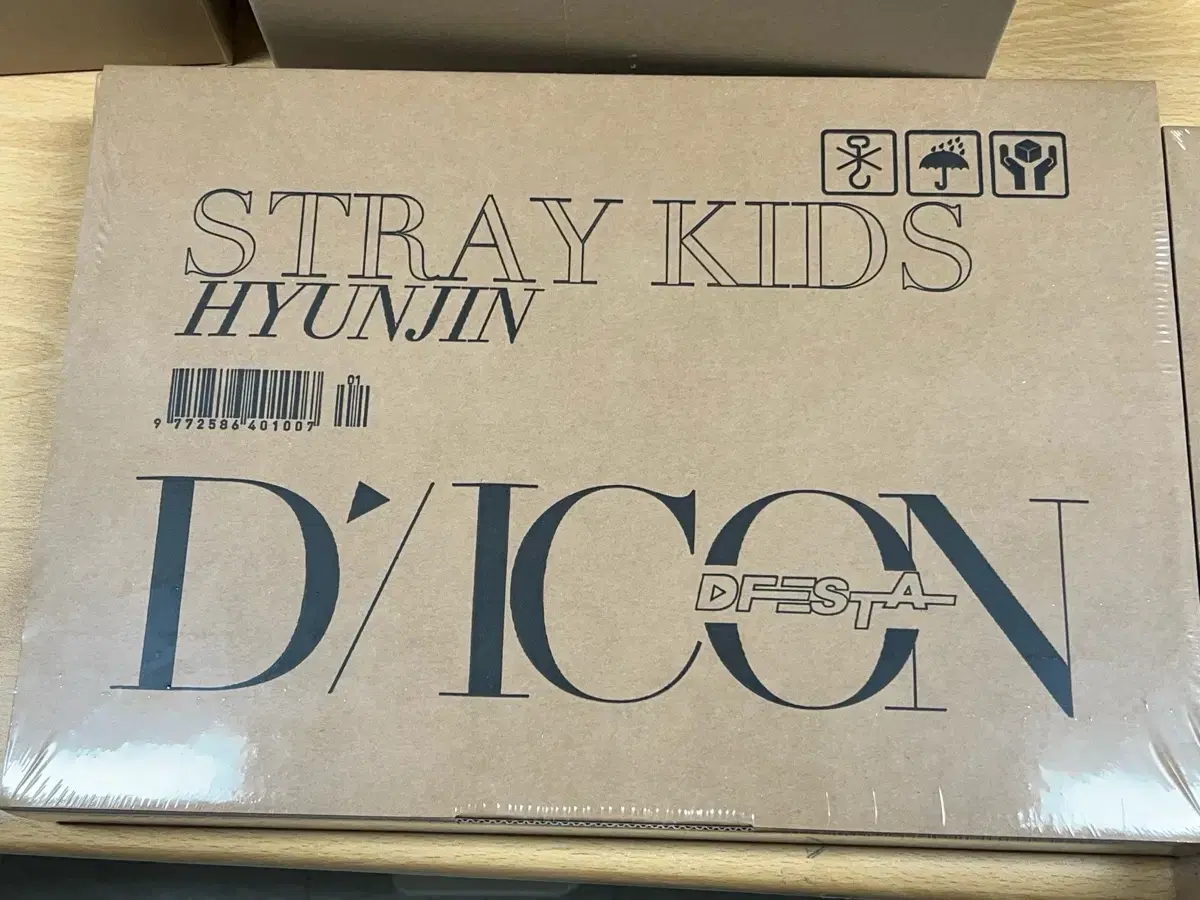 STRAY KIDS
HYUNJIN
01
9 772586 401007
D'/ICON
DFESTA